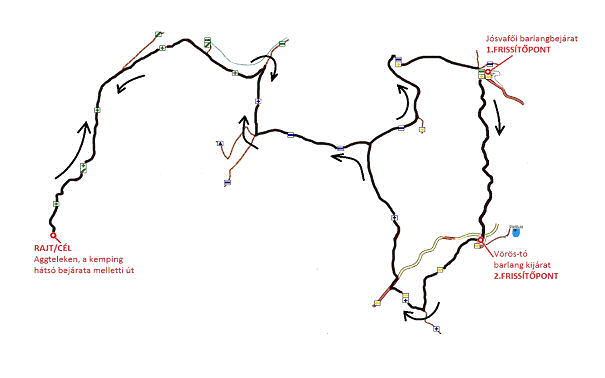 Jósvafői barlangbejárat
1.FRISSÍTŐPONT
RAJT/CÉL
Aggteleken, a kemping
hátsó bejárata melletti út
Vörös-tó
barlang kijárat
2.FRISSÍTŐPONT